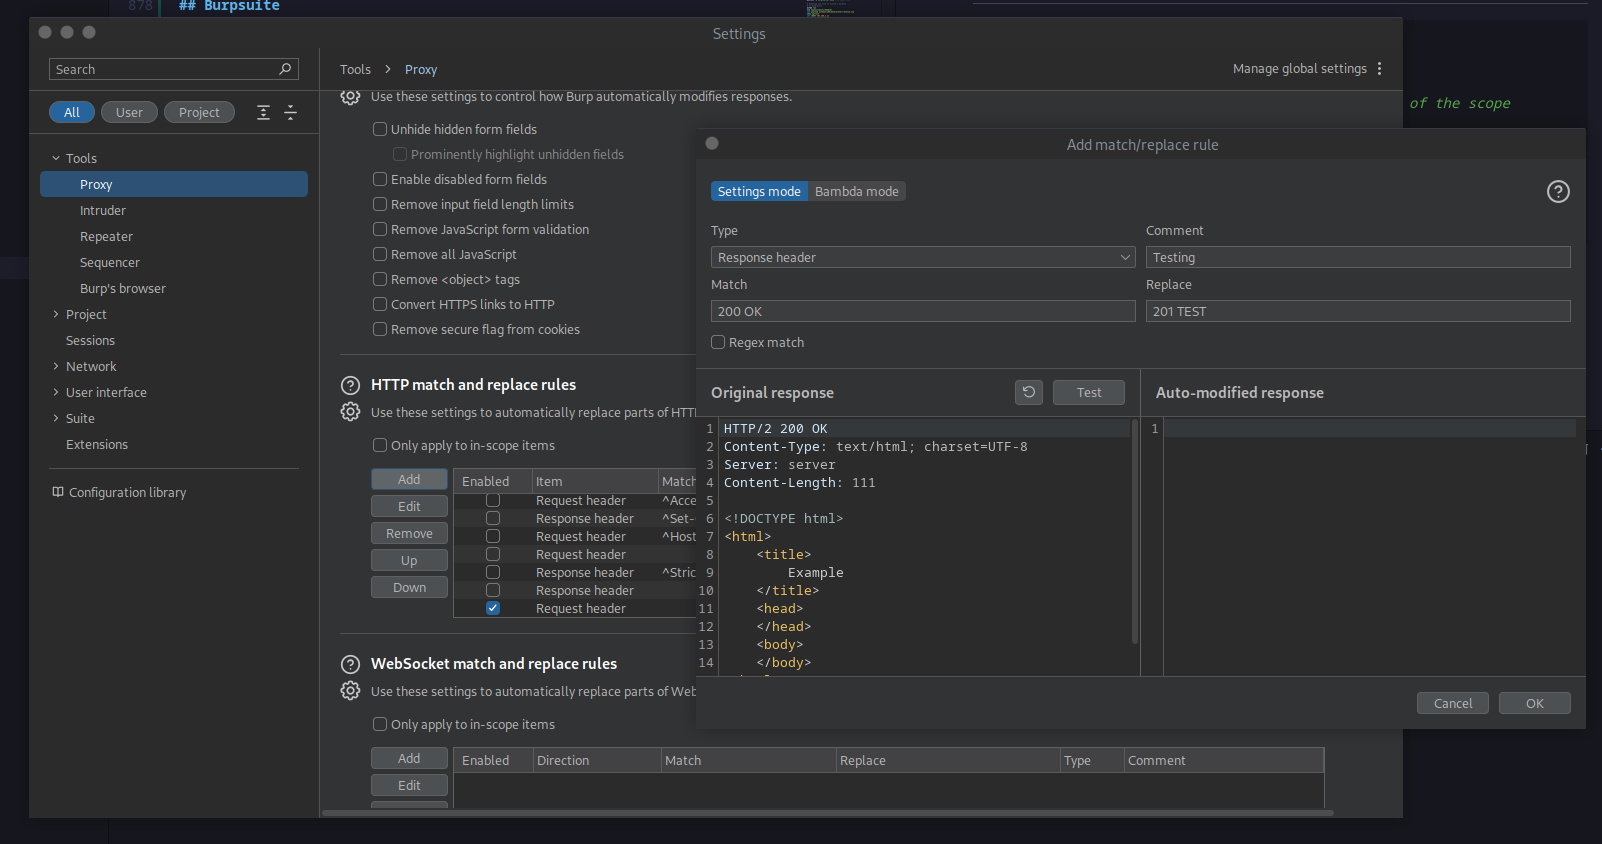 878 ## Burpsuite
Settings
Search
Tools > Proxy
Manage global settings
All
User
Project
Use these settings to control how Burp automatically modifies responses.
of the scope
Unhide hidden form fields
Prominently highlight unhidden fields
Enable disabled form fields
Remove input field length limits
Remove JavaScript form validation
Remove all JavaScript
Remove <object> tags
Convert HTTPS links to HTTP
Remove secure flag from cookies
Tools
Proxy
Intruder
Repeater
Sequencer
Burp's browser
Project
Sessions
Network
User interface
Suite
Extensions
Configuration library
HTTP match and replace rules
Use these settings to automatically replace parts of HTT
Only apply to in-scope items
Add
Edit
Remove
Up
Down
Enabled Item Match
Request header ^Acce
Response header ^Set-
Request header ^Host
Request header
Response header ^Stric
Response header
Request header
WebSocket match and replace rules
Use these settings to automatically replace parts of Web
Only apply to in-scope items
Add
Edit
Enabled Direction Match Replace Type Comment
Add match/replace rule
Settings mode Bambda mode
Type
Response header
Comment
Testing
Match
200 OK
Replace
201 TEST
Regex match
Original response
Test
Auto-modified response
1 HTTP/2 200 OK
2 Content-Type: text/html; charset=UTF-8
3 Server: server
4 Content-Length: 111
5
6 <!DOCTYPE html>
7 <html>
8 <title>
9 Example
10 </title>
11 <head>
12 </head>
13 <body>
14 </body>
1
Cancel
OK